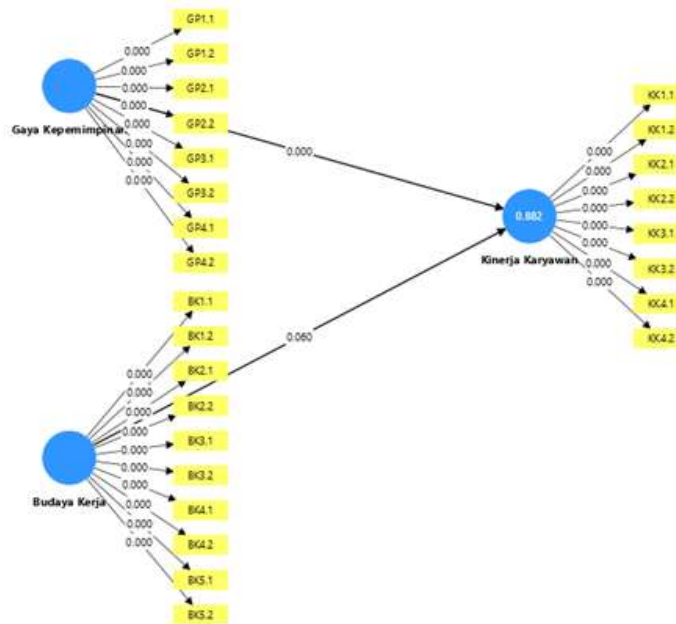 GP1.1
0.000
GP1.2
0.000
GP2.1
0.000
GP2.2
0.000
GP3.1
0.000
GP3.2
0.000
GP4.1
0.000
GP4.2
0.000
Gaya Kepemimpinan
0.000
BK1.1
BK1.2
0.000
BK2.1
0.000
BK2.2
0.000
BK3.1
0.000
BK3.2
0.000
BK4.1
0.000
BK4.2
0.000
BK5.1
0.000
BK5.2
0.000
0.000
Budaya Kerja
0.060
0.882
Kinerja Karyawan
KK1.1
0.000
KK1.2
0.000
KK2.1
0.000
KK2.2
0.000
KK3.1
0.000
KK3.2
0.000
KK4.1
0.000
KK4.2
0.000